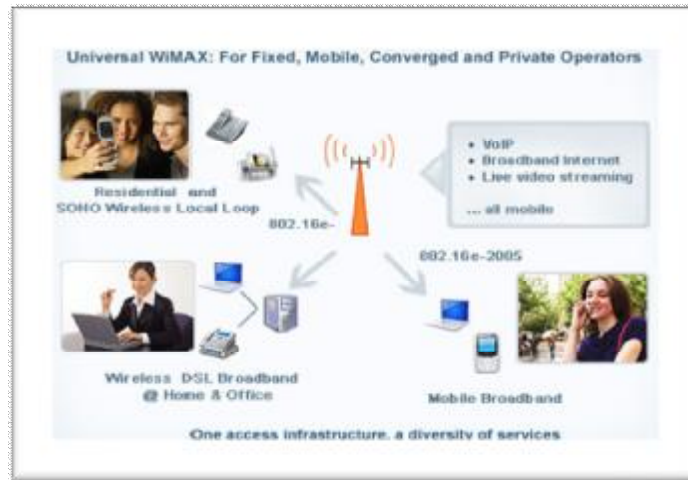 Universal WiMAX: For Fixed, Mobile, Converged and Private Operators
• VoIP
• Broadband Internet
• Live video streaming
... all mobile
Residential and
SOHO Wireless Local Loop
802.16e-
802.16e-2005
Wireless DSL Broadband
@ Home & Office
Mobile Broadband
One access infrastructure, a diversity of services